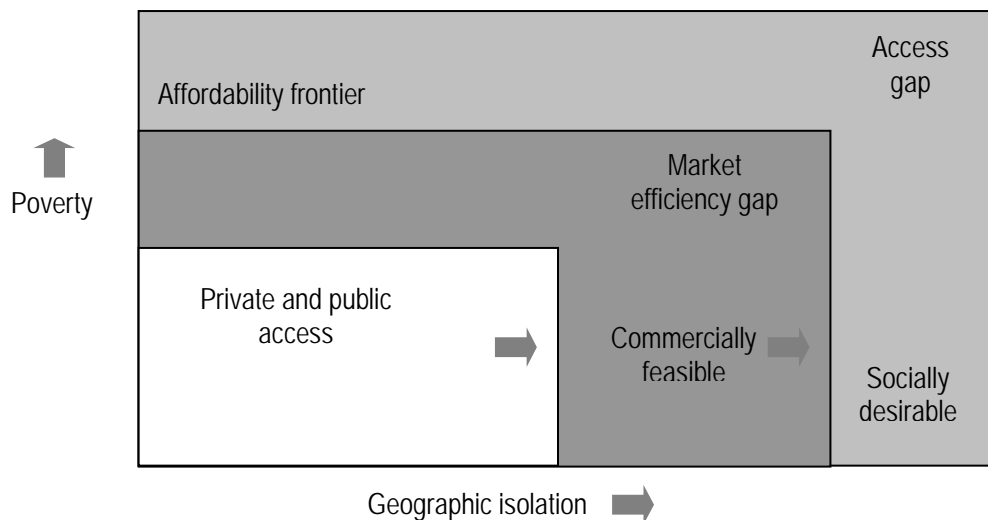 Access
gap
Affordability frontier
Market
efficiency gap
Poverty
Private and public
access
Commercially
feasible
Socially
desirable
Geographic isolation